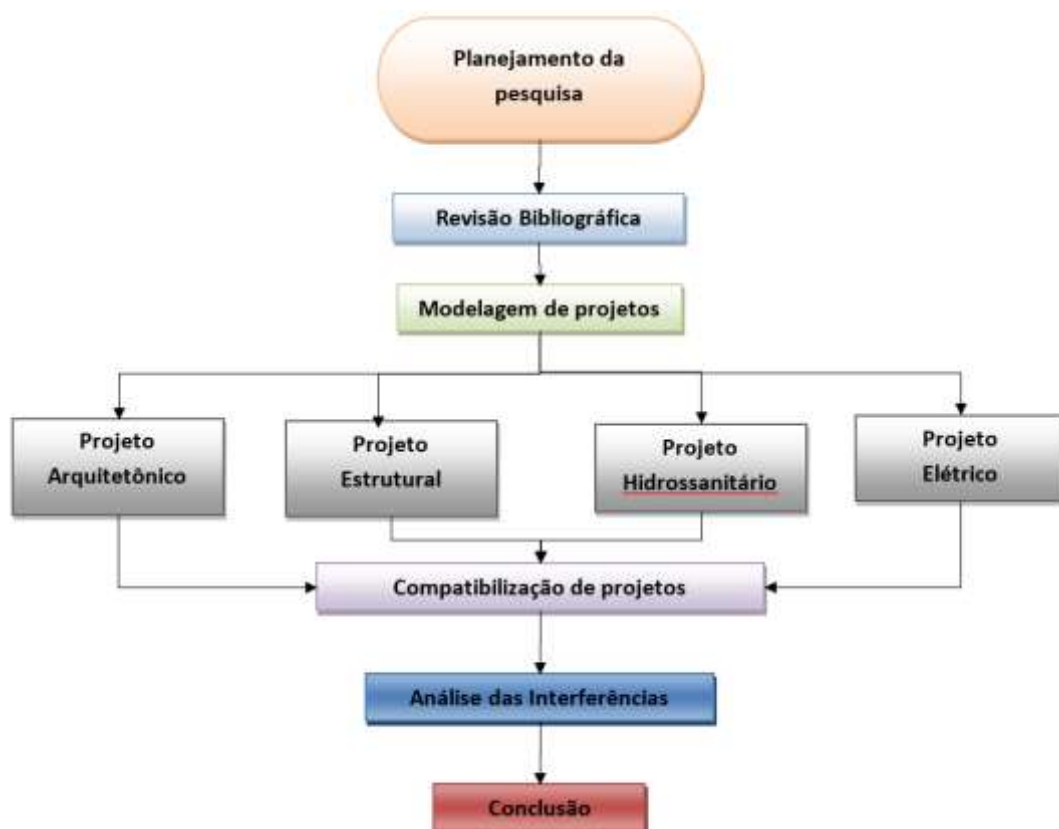 Planejamento da
pesquisa
Revisão Bibliográfica
Modelagem de projetos
Projeto
Arquitetônico
Projeto
Estrutural
Projeto
Hidrossanitário
Projeto
Elétrico
Compatibilização de projetos
Análise das Interferências
Conclusão